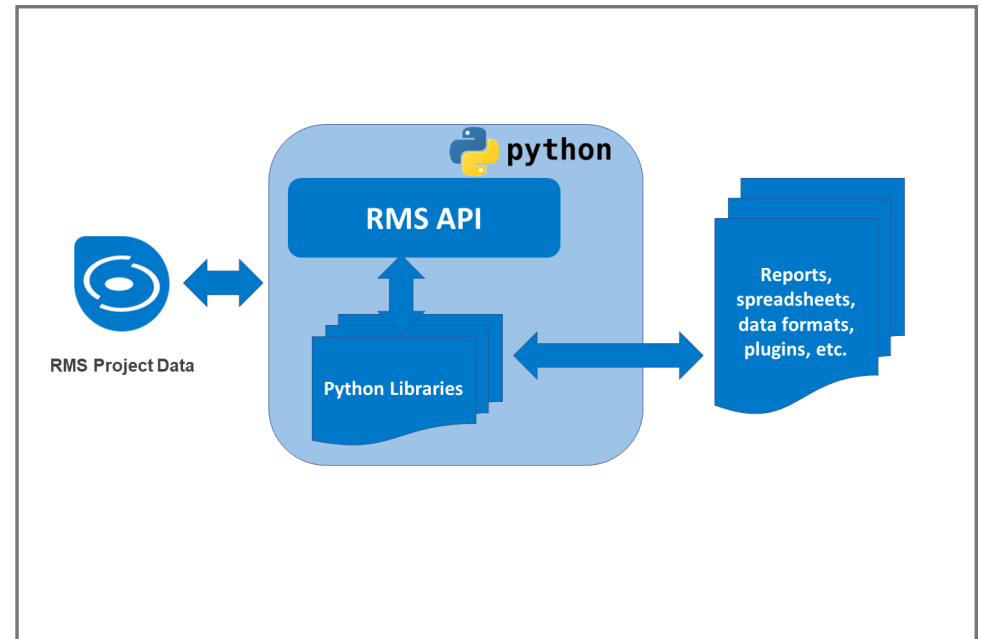 python
RMS API
RMS Project Data
Python Libraries
Reports,
spreadsheets,
data formats,
plugins, etc.